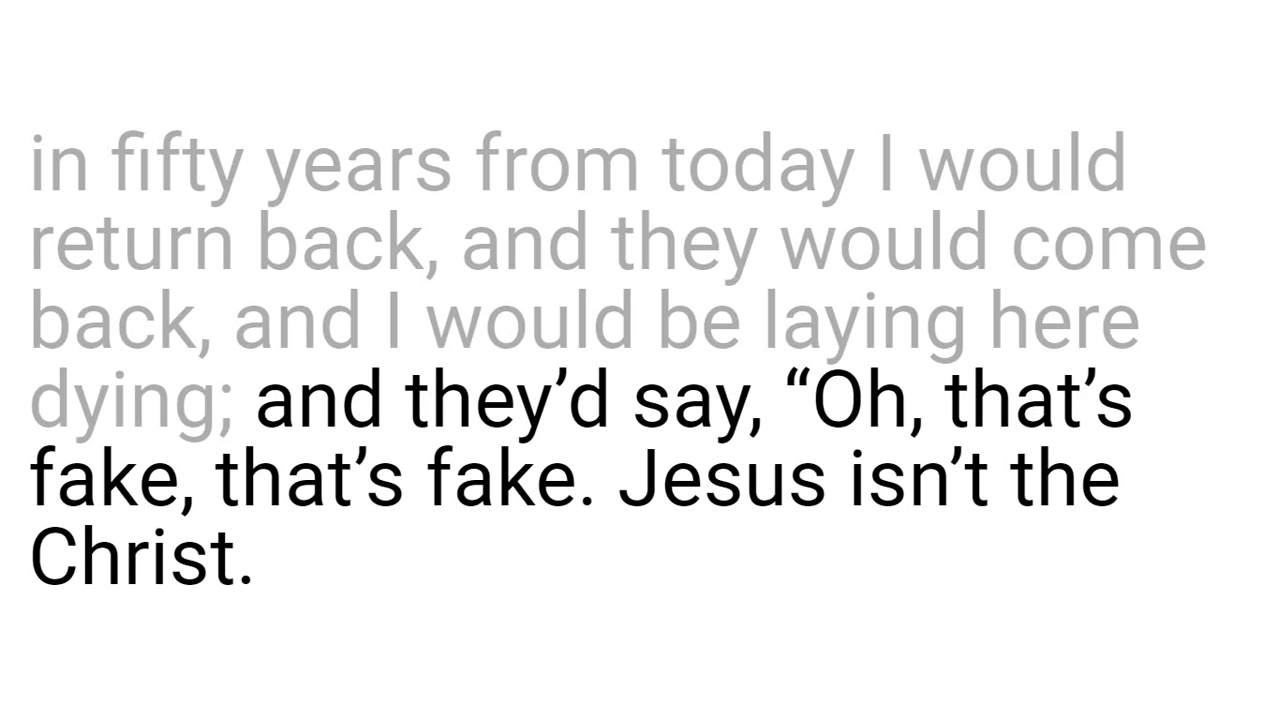 in fifty years from today I would
return back, and they would come
back, and I would be laying here
dying; and they’d say, “Oh, that’s
fake, that’s fake. Jesus isn’t the
Christ.